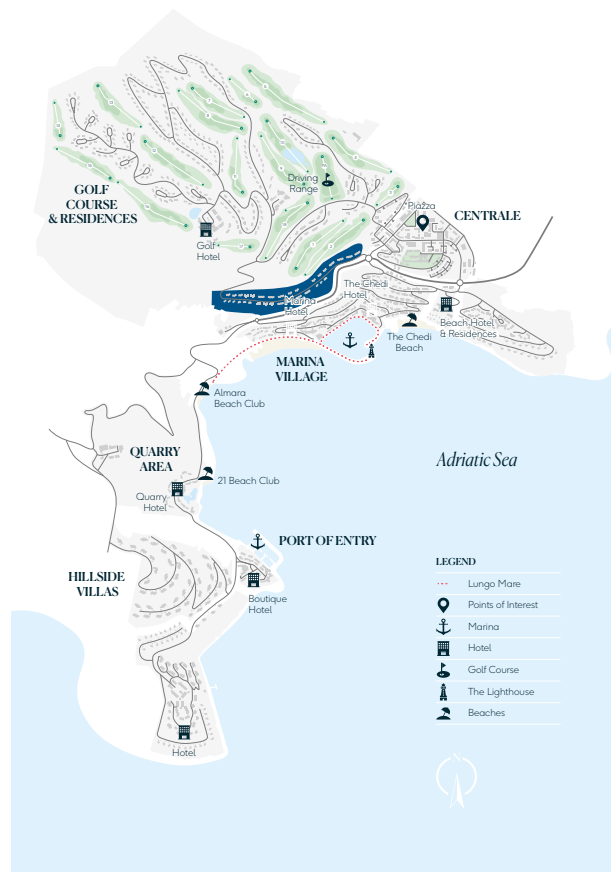 Driving
Range
GOLF
COURSE
& RESIDENCES
Piazza
CENTRALE
Golf
Hotel
The Chedi
Hotel
Marina
Hotel
Beach Hotel
& Residences
The Chedi
Beach
MARINA
VILLAGE
Almara
Beach Club
QUARRY
AREA
Adriatic Sea
21 Beach Club
Quarry
Hotel
PORT OF ENTRY
LEGEND
HILLSIDE
VILLAS
Lungo Mare
Boutique
Hotel
Points of Interest
Marina
Hotel
Golf Course
The Lighthouse
Beaches
Hotel